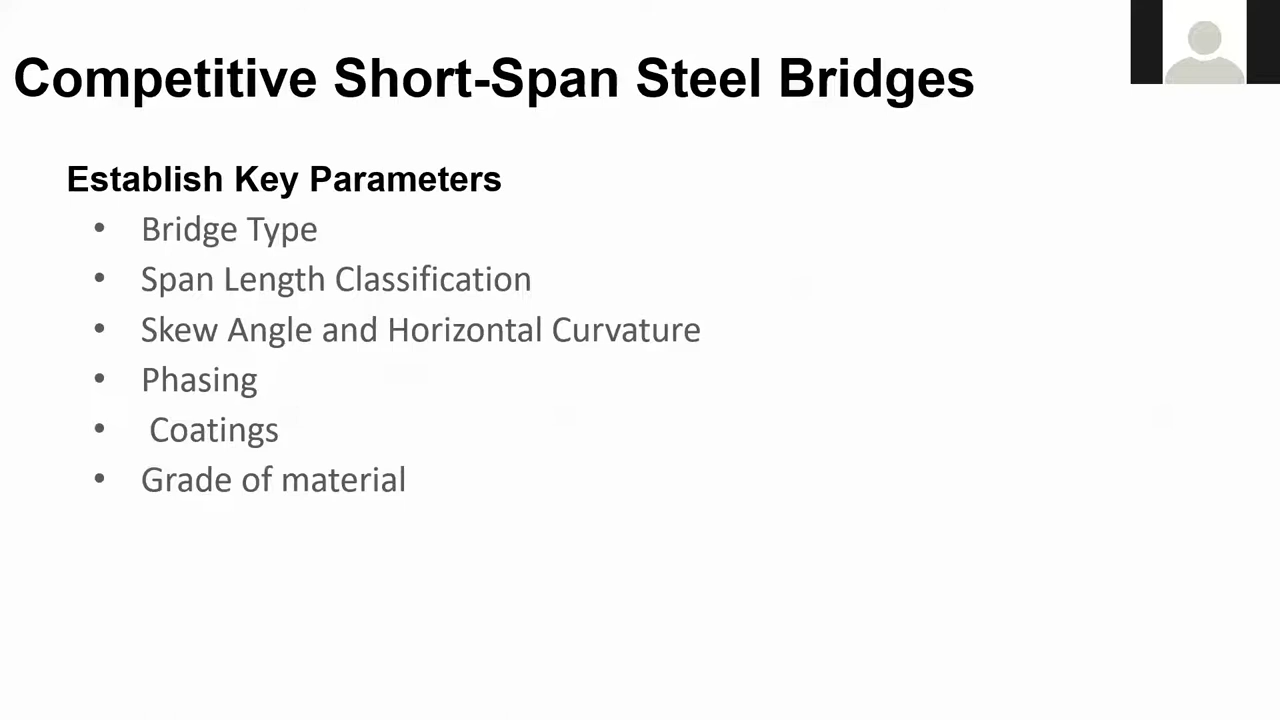 Competitive Short-Span Steel Bridges
Establish Key Parameters
• Bridge Type
• Span Length Classification
• Skew Angle and Horizontal Curvature
• Phasing
• Coatings
• Grade of material